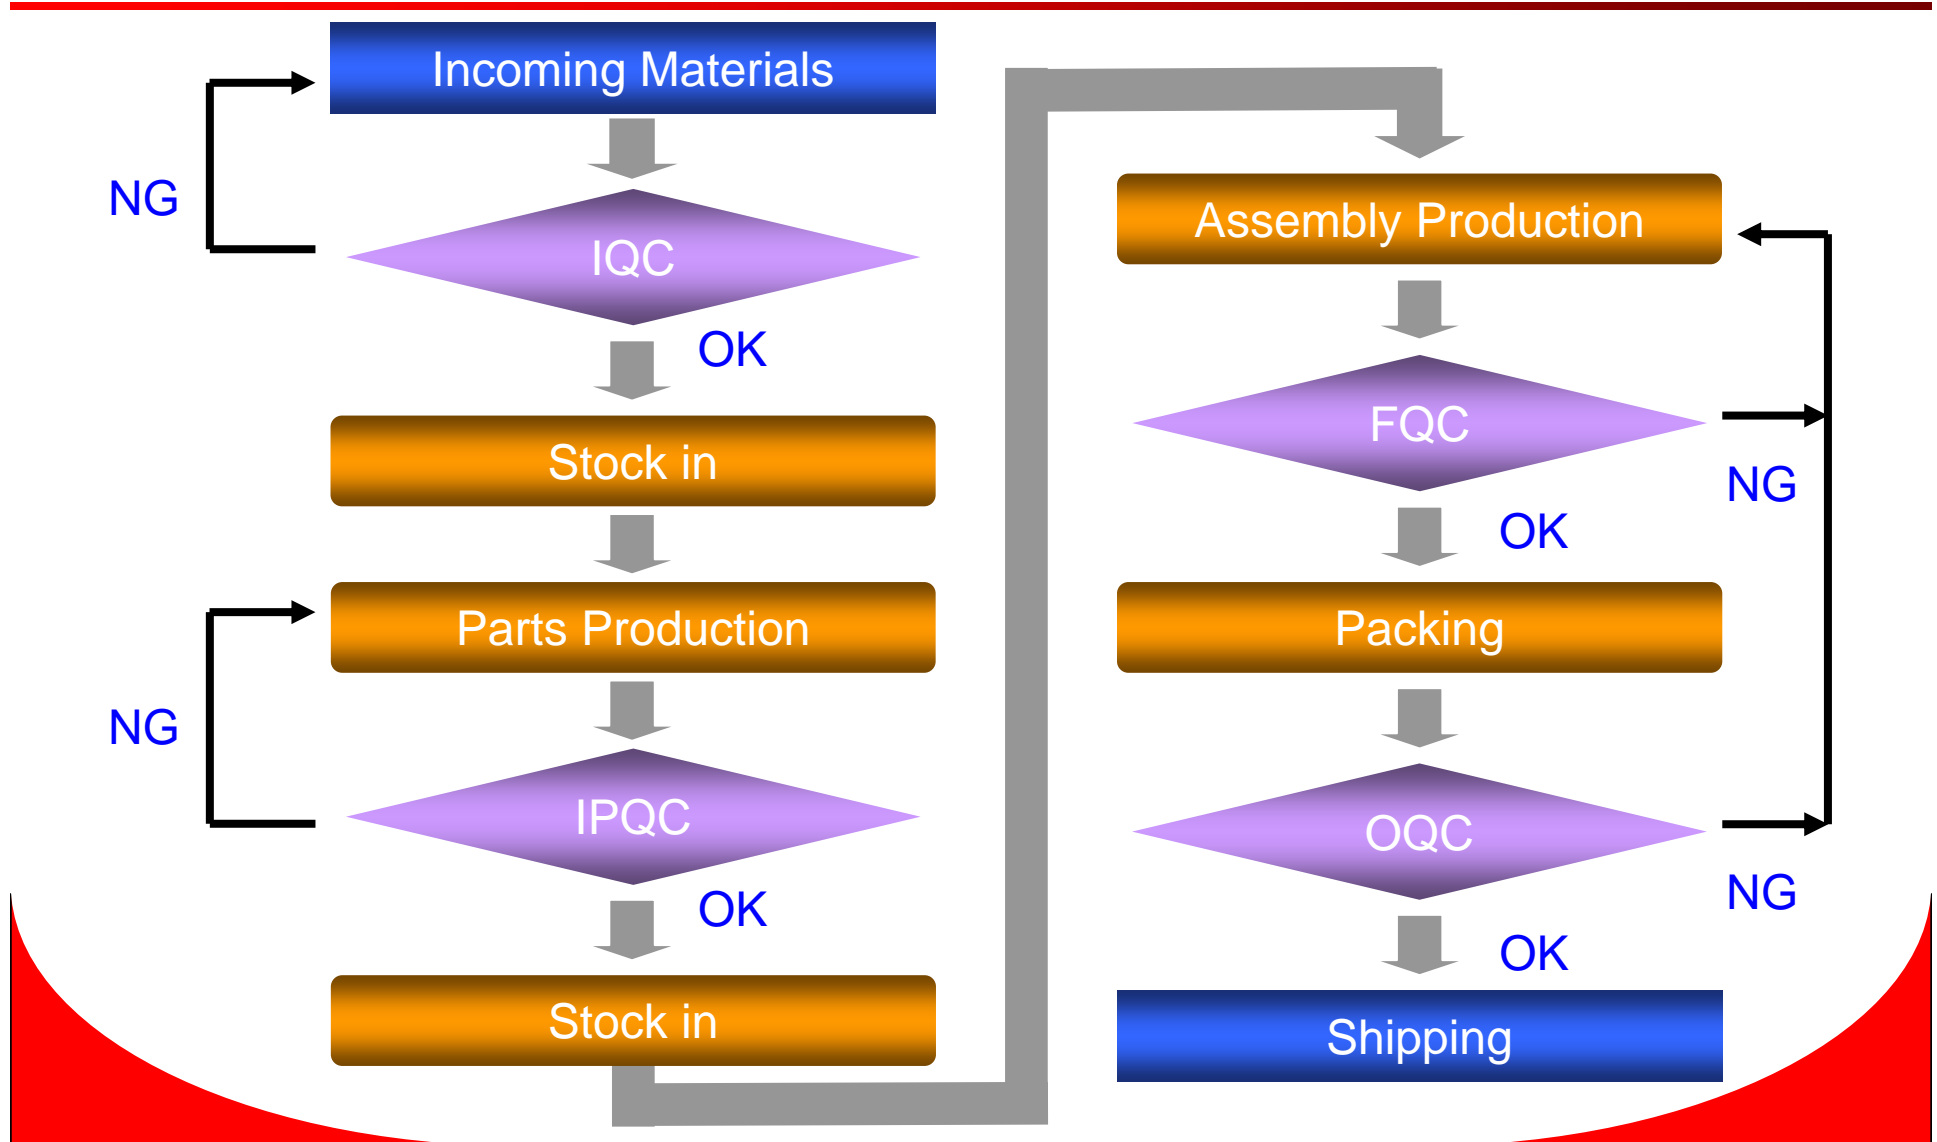 Incoming Materials
NG
IQC
OK
Stock in
Parts Production
NG
IPQC
OK
Stock in
Assembly Production
FQC
NG
OK
Packing
OQC
NG
OK
Shipping